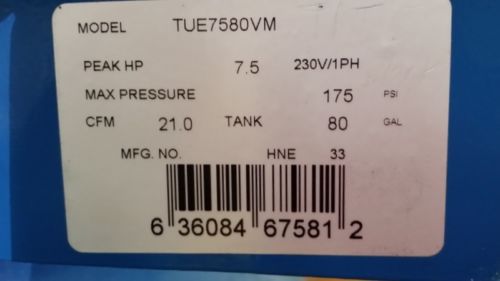 MODEL TUE7580VM
PEAK HP 7.5 230V/1PH
MAX PRESSURE 175 PSI
CFM 21.0 TANK 80 GAL
MFG. NO. HNE 33
6 36084 67581 2